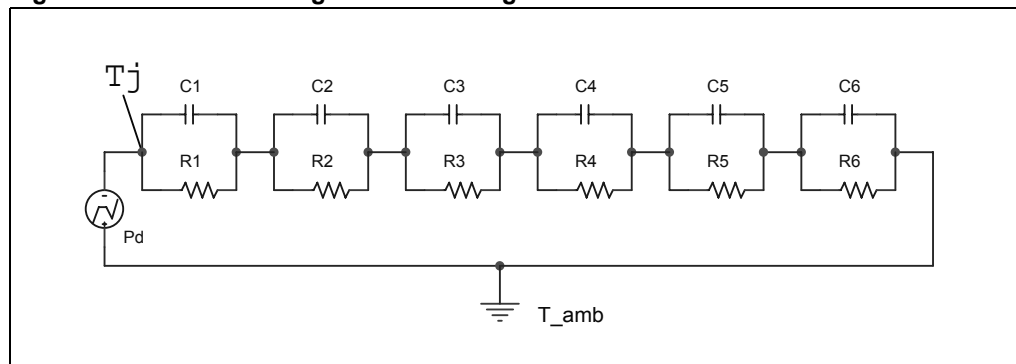 Tj
C1 C2 C3 C4 C5 C6
R1 R2 R3 R4 R5 R6
Pd
T_amb